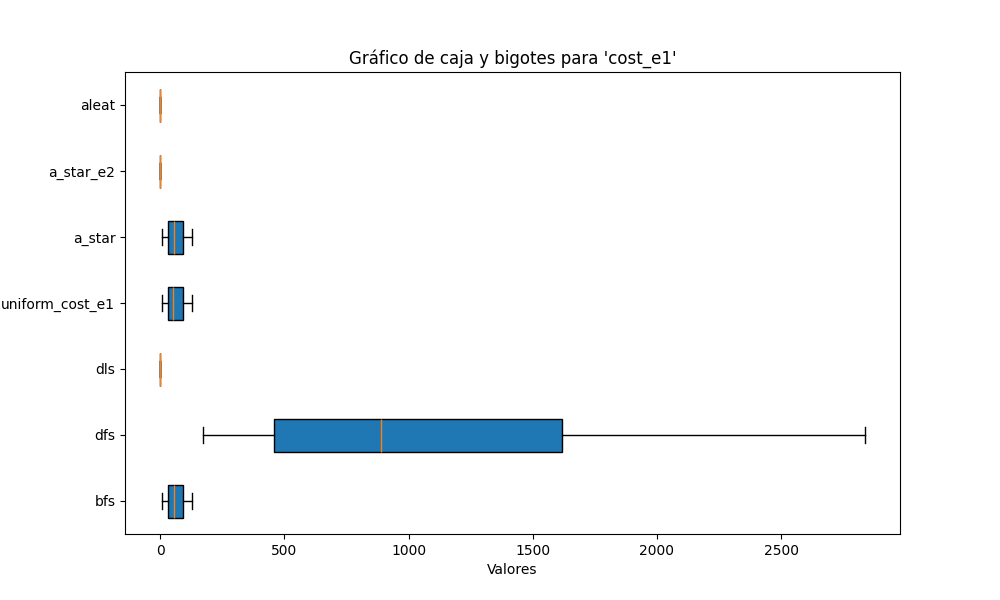 Gráfico de caja y bigotes para 'cost_e1'
aleat
a_star_e2
a_star
uniform_cost_e1
dls
dfs
bfs
0 500 1000 1500 2000 2500
Valores